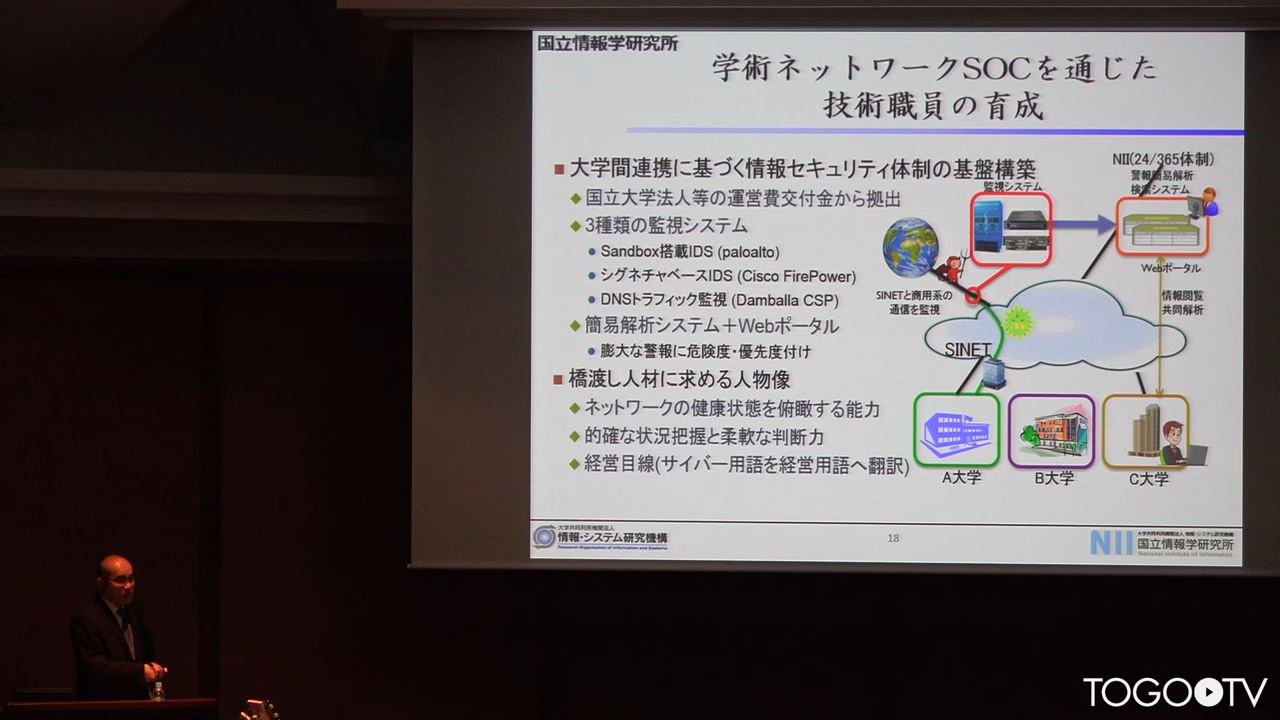 国立情報学研究所
学術ネットワークSOCを通じた
技術職員の育成
■ 大学間連携に基づく情報セキュリティ体制の基盤構築
◆ 国立大学法人等の運営費交付金から拠出
◆ 3種類の監視システム
● Sandbox搭載IDS (paloalto)
● シグネチャベースIDS (Cisco FirePower)
● DNSトラフィック監視 (Damballa CSP)
◆ 簡易解析システム＋Webポータル
● 膨大な警報に危険度・優先度付け
■ 橋渡し人材に求める人物像
◆ ネットワークの健康状態を俯瞰する能力
◆ 的確な状況把握と柔軟な判断力
◆ 経営目線(サイバー用語を経営用語へ翻訳)
NII(24/365体制)
警報簡易解析
検索システム
監視システム
Webポータル
SINETと商用系の
通信を監視
情報閲覧
共同解析
SINET
A大学
B大学
C大学
大学共同利用機関法人
情報・システム研究機構
Research Organization of Information and Systems
18
NII
大学共同利用機関法人 情報・システム研究機構
国立情報学研究所
National Institute of Informatics
TOGO TV